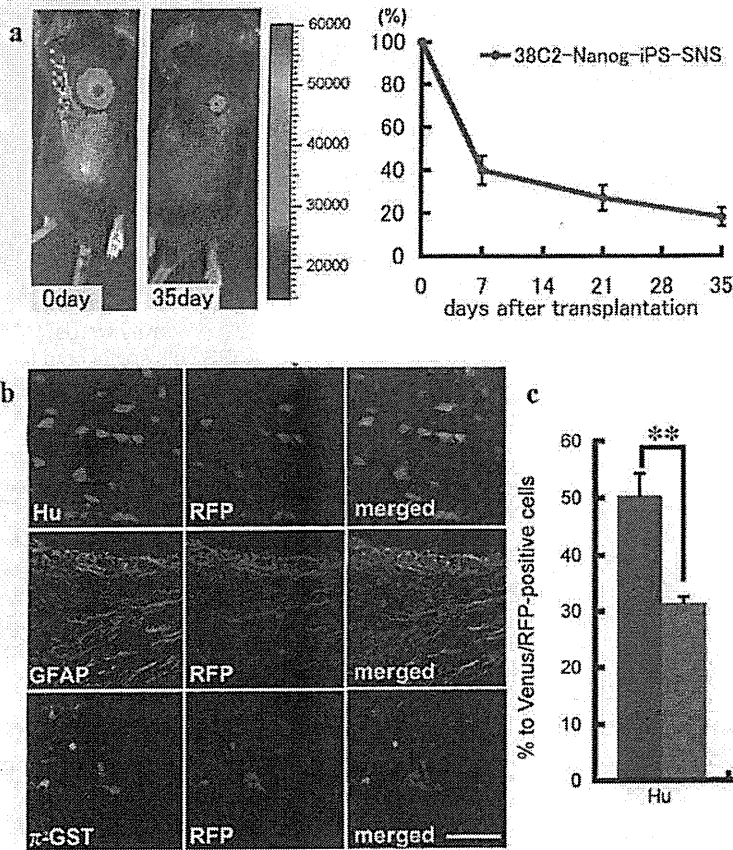 a
0day
35day
60000
50000
40000
30000
20000
(%)
100
80
60
40
20
0
38C2-Nanog-iPS-SNS
0 7 14 21 28 35
days after transplantation
b
Hu
RFP
merged
GFAP
RFP
merged
π-GST
RFP
merged
c
**
% to Venus/RFP-positive cells
60
50
40
30
20
10
0
Hu